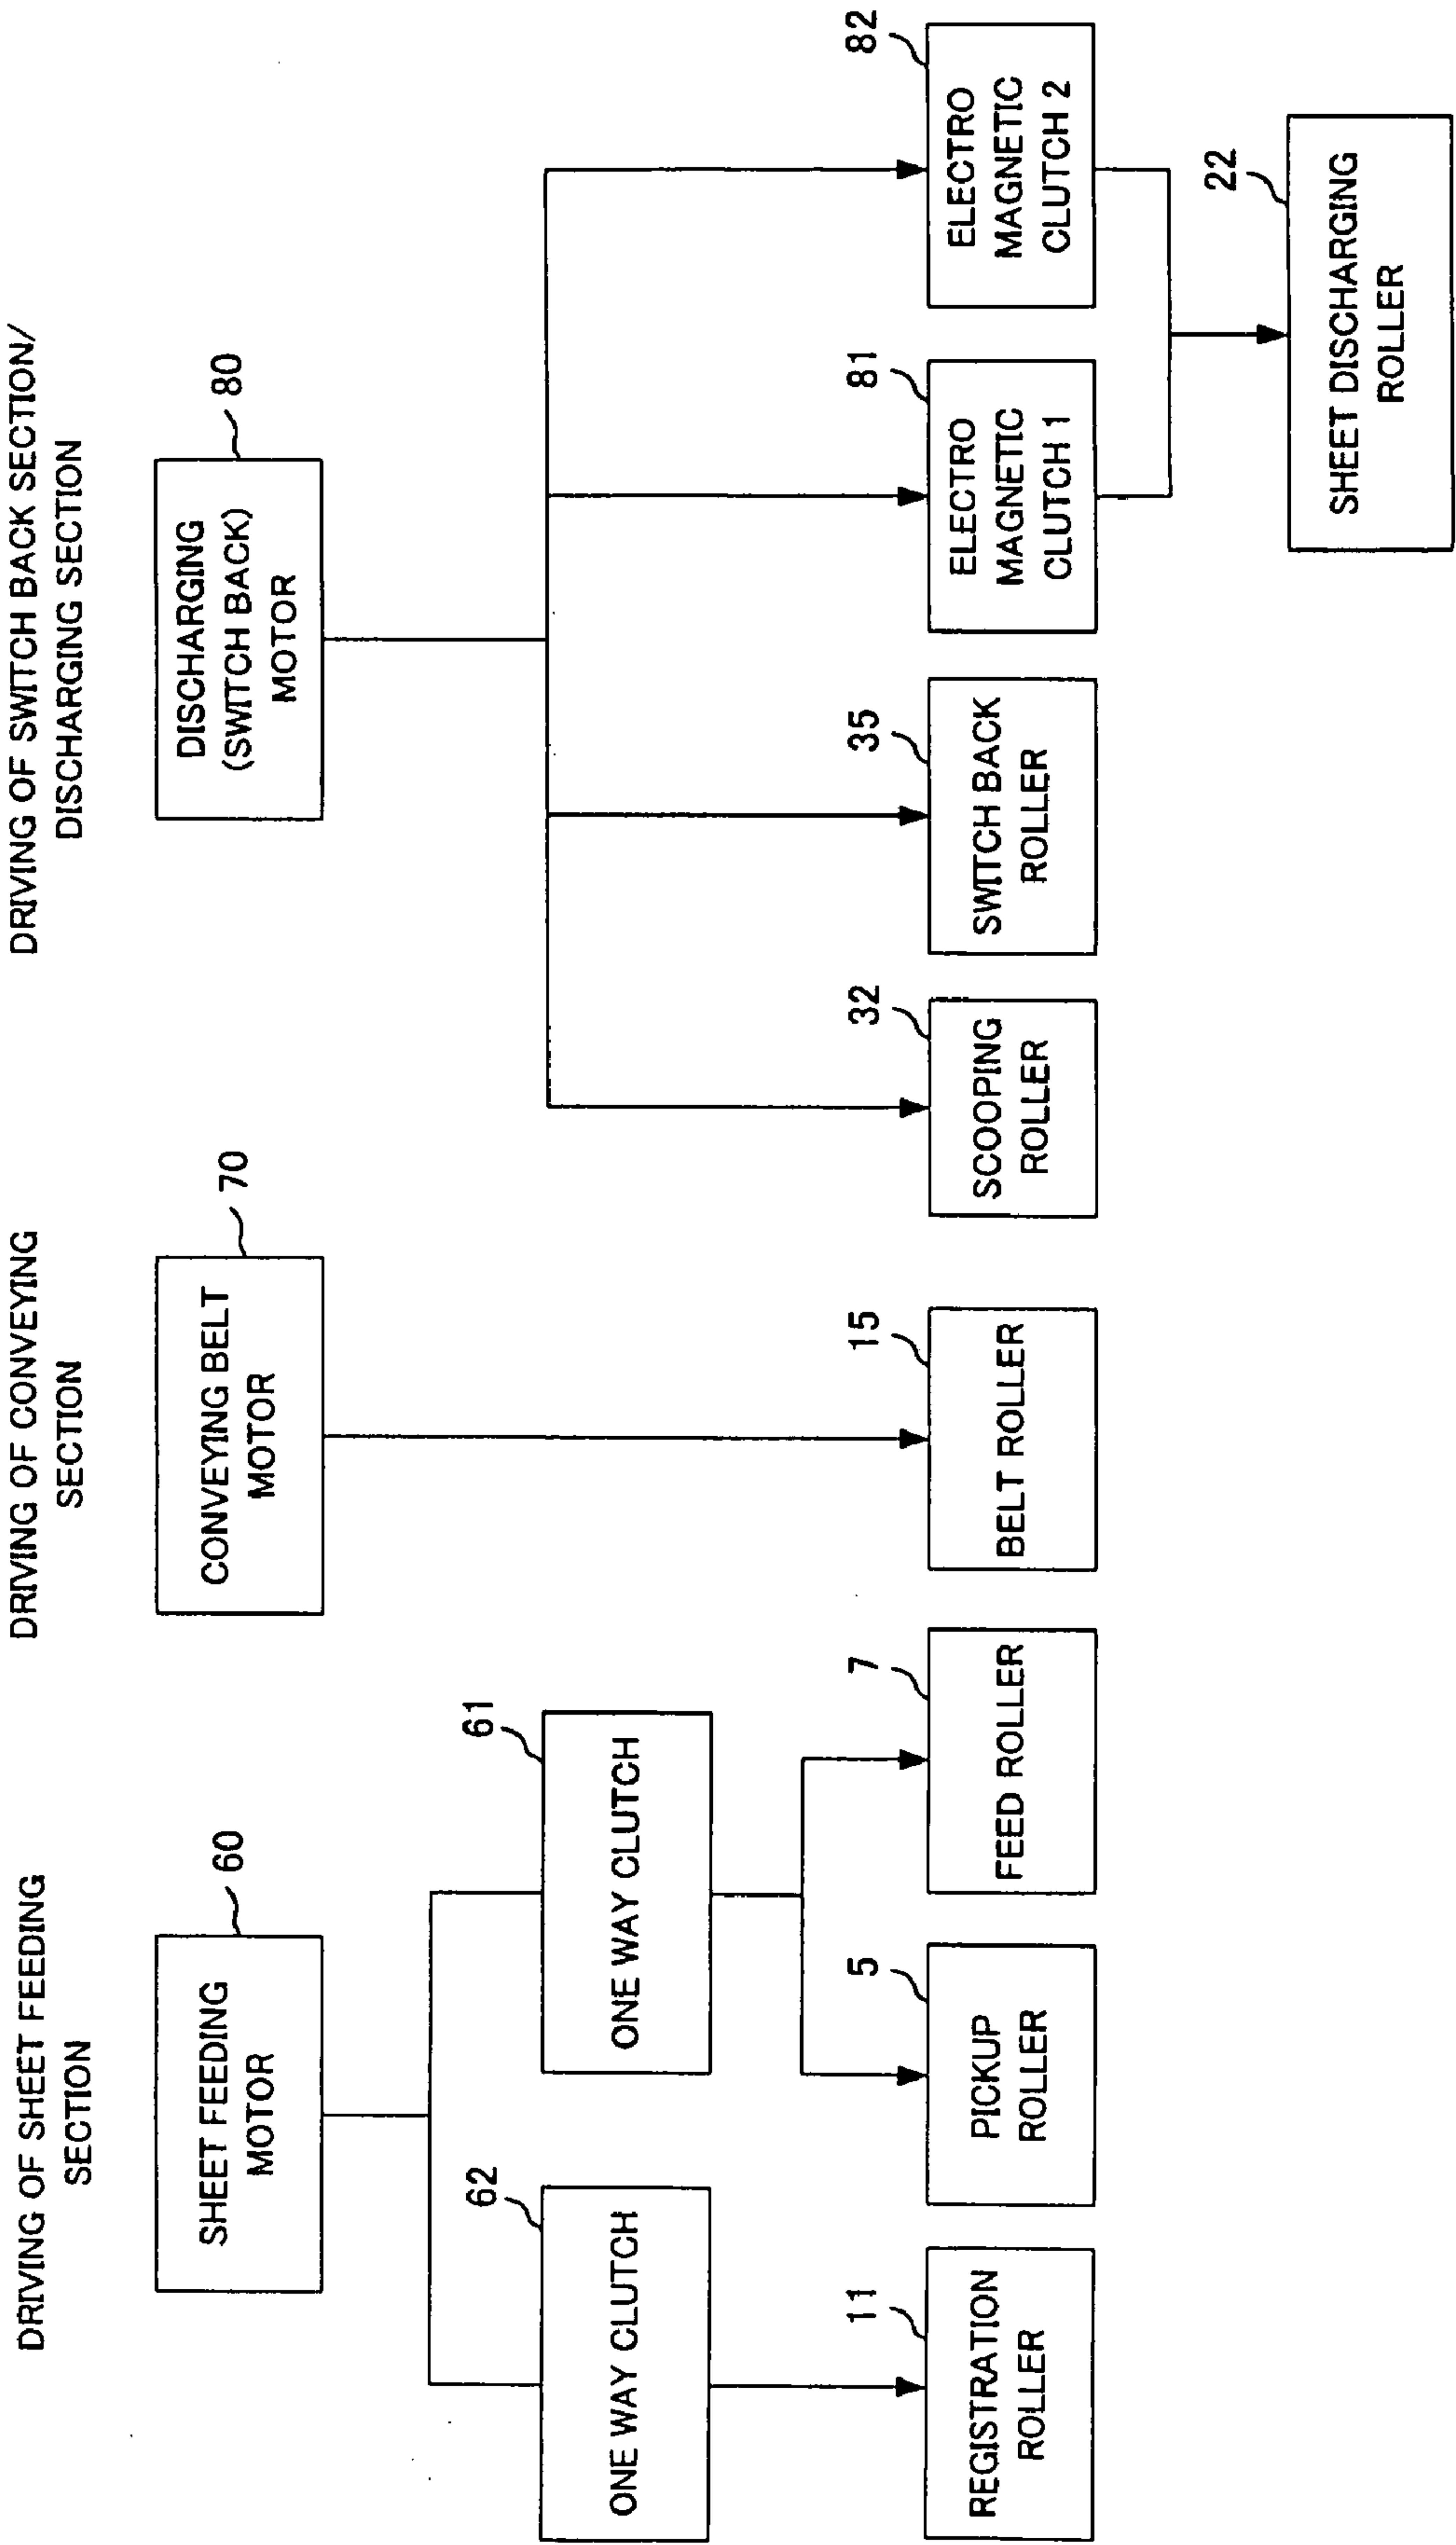 DRIVING OF SHEET FEEDING
SECTION
60
SHEET FEEDING
MOTOR
62
ONE WAY CLUTCH
61
ONE WAY CLUTCH
11
REGISTRATION
ROLLER
5
PICKUP
ROLLER
7
FEED ROLLER
DRIVING OF CONVEYING
SECTION
70
CONVEYING BELT
MOTOR
15
BELT ROLLER
DRIVING OF SWITCH BACK SECTION/
DISCHARGING SECTION
80
DISCHARGING
(SWITCH BACK)
MOTOR
32
SCOOPING
ROLLER
35
SWITCH BACK
ROLLER
81
ELECTRO
MAGNETIC
CLUTCH 1
82
ELECTRO
MAGNETIC
CLUTCH 2
22
SHEET DISCHARGING
ROLLER